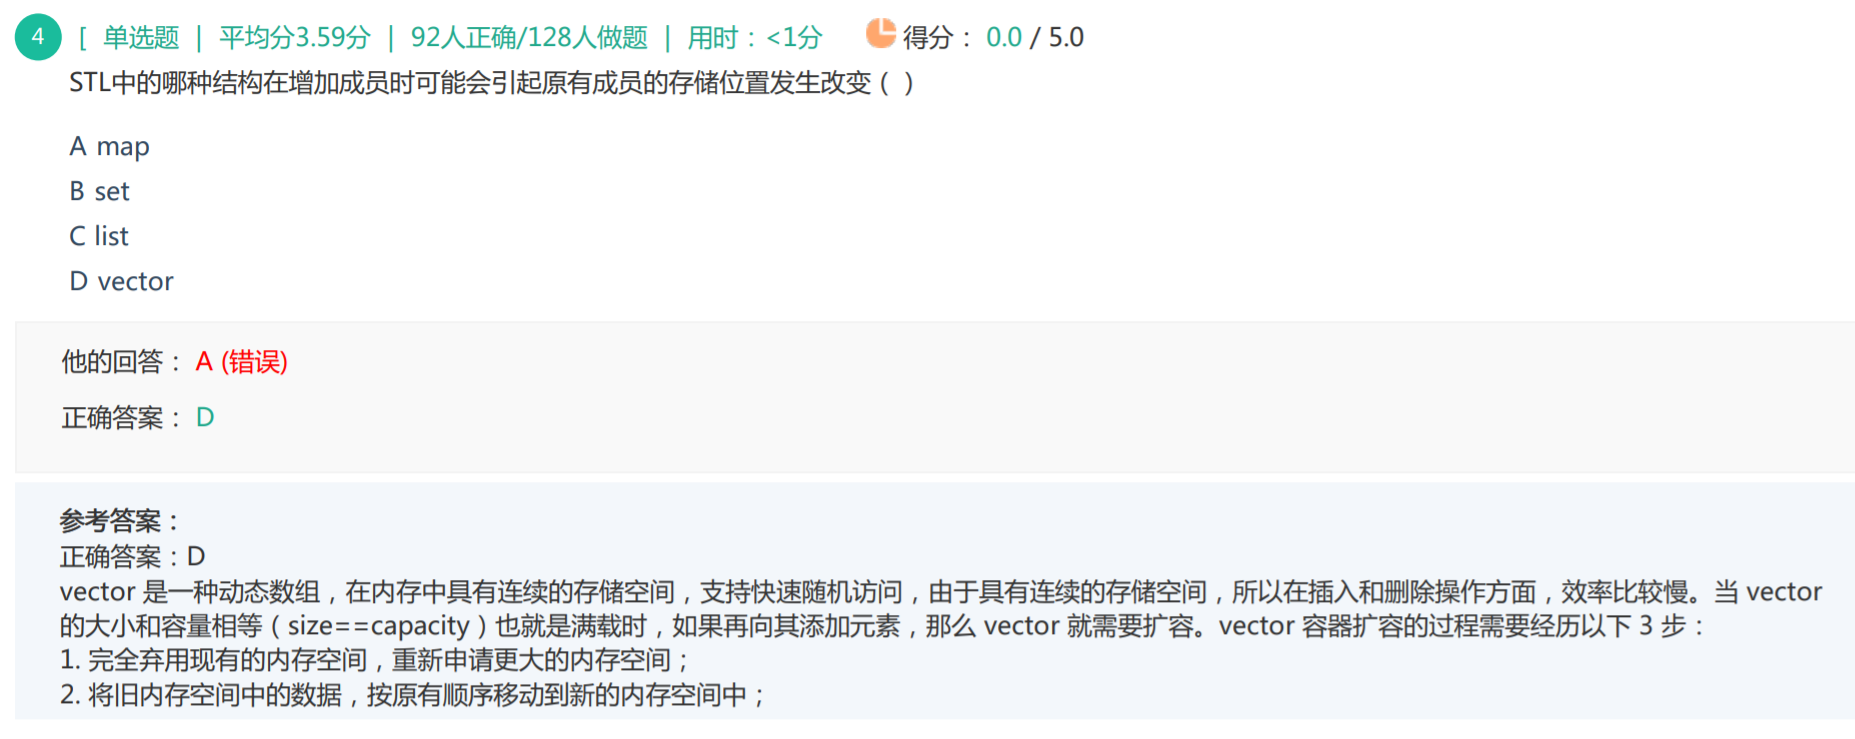 4 [ 单选题 | 平均分3.59分 | 92人正确/128人做题 | 用时：<1分 得分： 0.0 / 5.0
STL中的哪种结构在增加成员时可能会引起原有成员的存储位置发生改变（ ）
A map
B set
C list
D vector
他的回答： A (错误)
正确答案： D
参考答案：
正确答案：D
vector 是一种动态数组，在内存中具有连续的存储空间，支持快速随机访问，由于具有连续的存储空间，所以在插入和删除操作方面，效率比较慢。当 vector
的大小和容量相等（size==capacity）也就是满载时，如果再向其添加元素，那么 vector 就需要扩容。vector 容器扩容的过程需要经历以下 3 步：
1. 完全弃用现有的内存空间，重新申请更大的内存空间；
2. 将旧内存空间中的数据，按原有顺序移动到新的内存空间中；